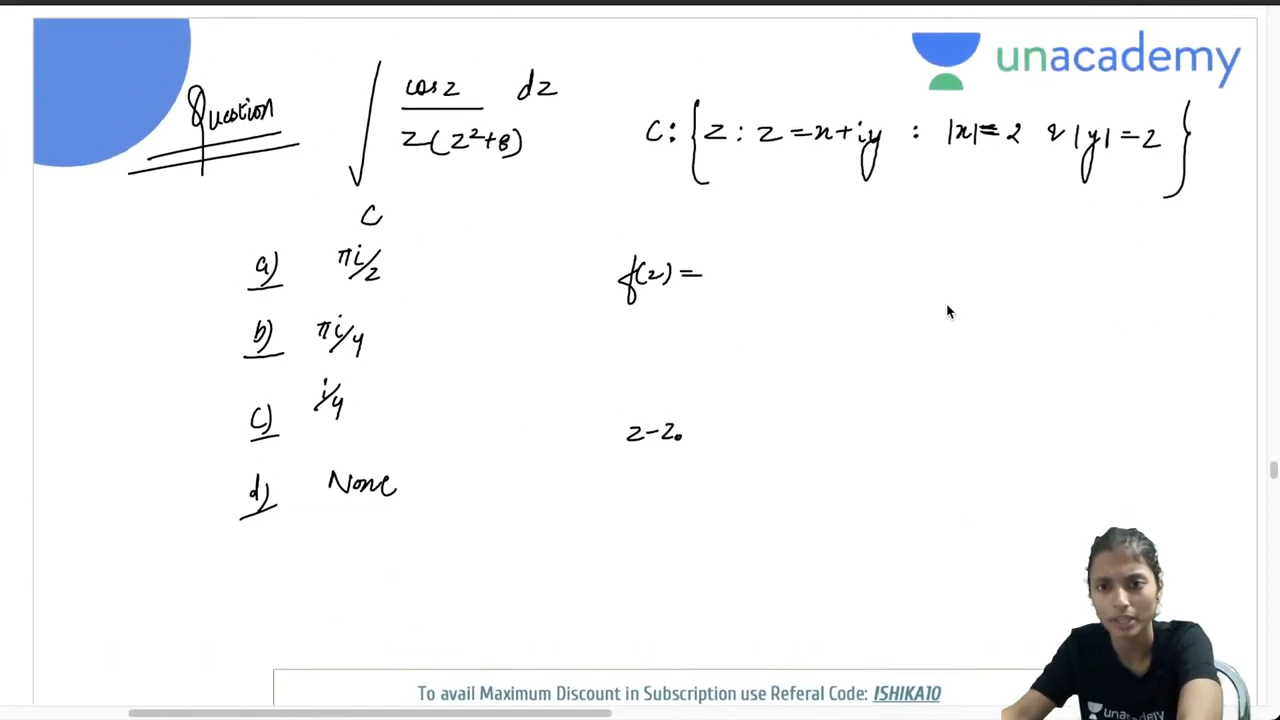 unacademy
Question ∫ cos z / z(z²+8) dz C: {z : z = x+iy : |x| = 2 & |y| = 2}
C
a) πi/2
f(z) =
b) πi/4
c) i/4
z-z₀
d) None
unacademy
To avail Maximum Discount in Subscription use Referal Code: ISHIKA10